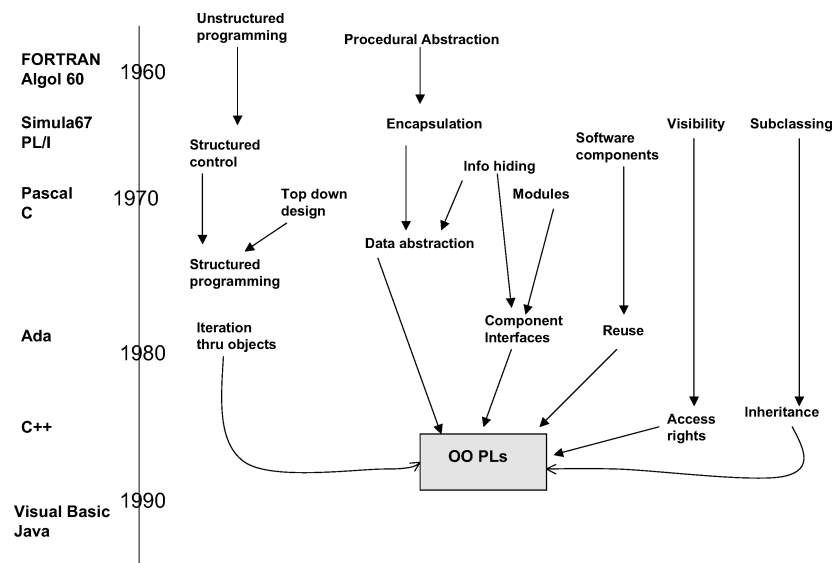 Unstructured
programming
Procedural Abstraction
FORTRAN
Algol 60
1960
Simula67
PL/I
Structured
control
Encapsulation
Software
components
Visibility
Subclassing
Info hiding
Pascal
C
1970
Top down
design
Modules
Data abstraction
Structured
programming
Ada
1980
Iteration
thru objects
Component
Interfaces
Reuse
C++
Access
rights
Inheritance
OO PLs
1990
Visual Basic
Java